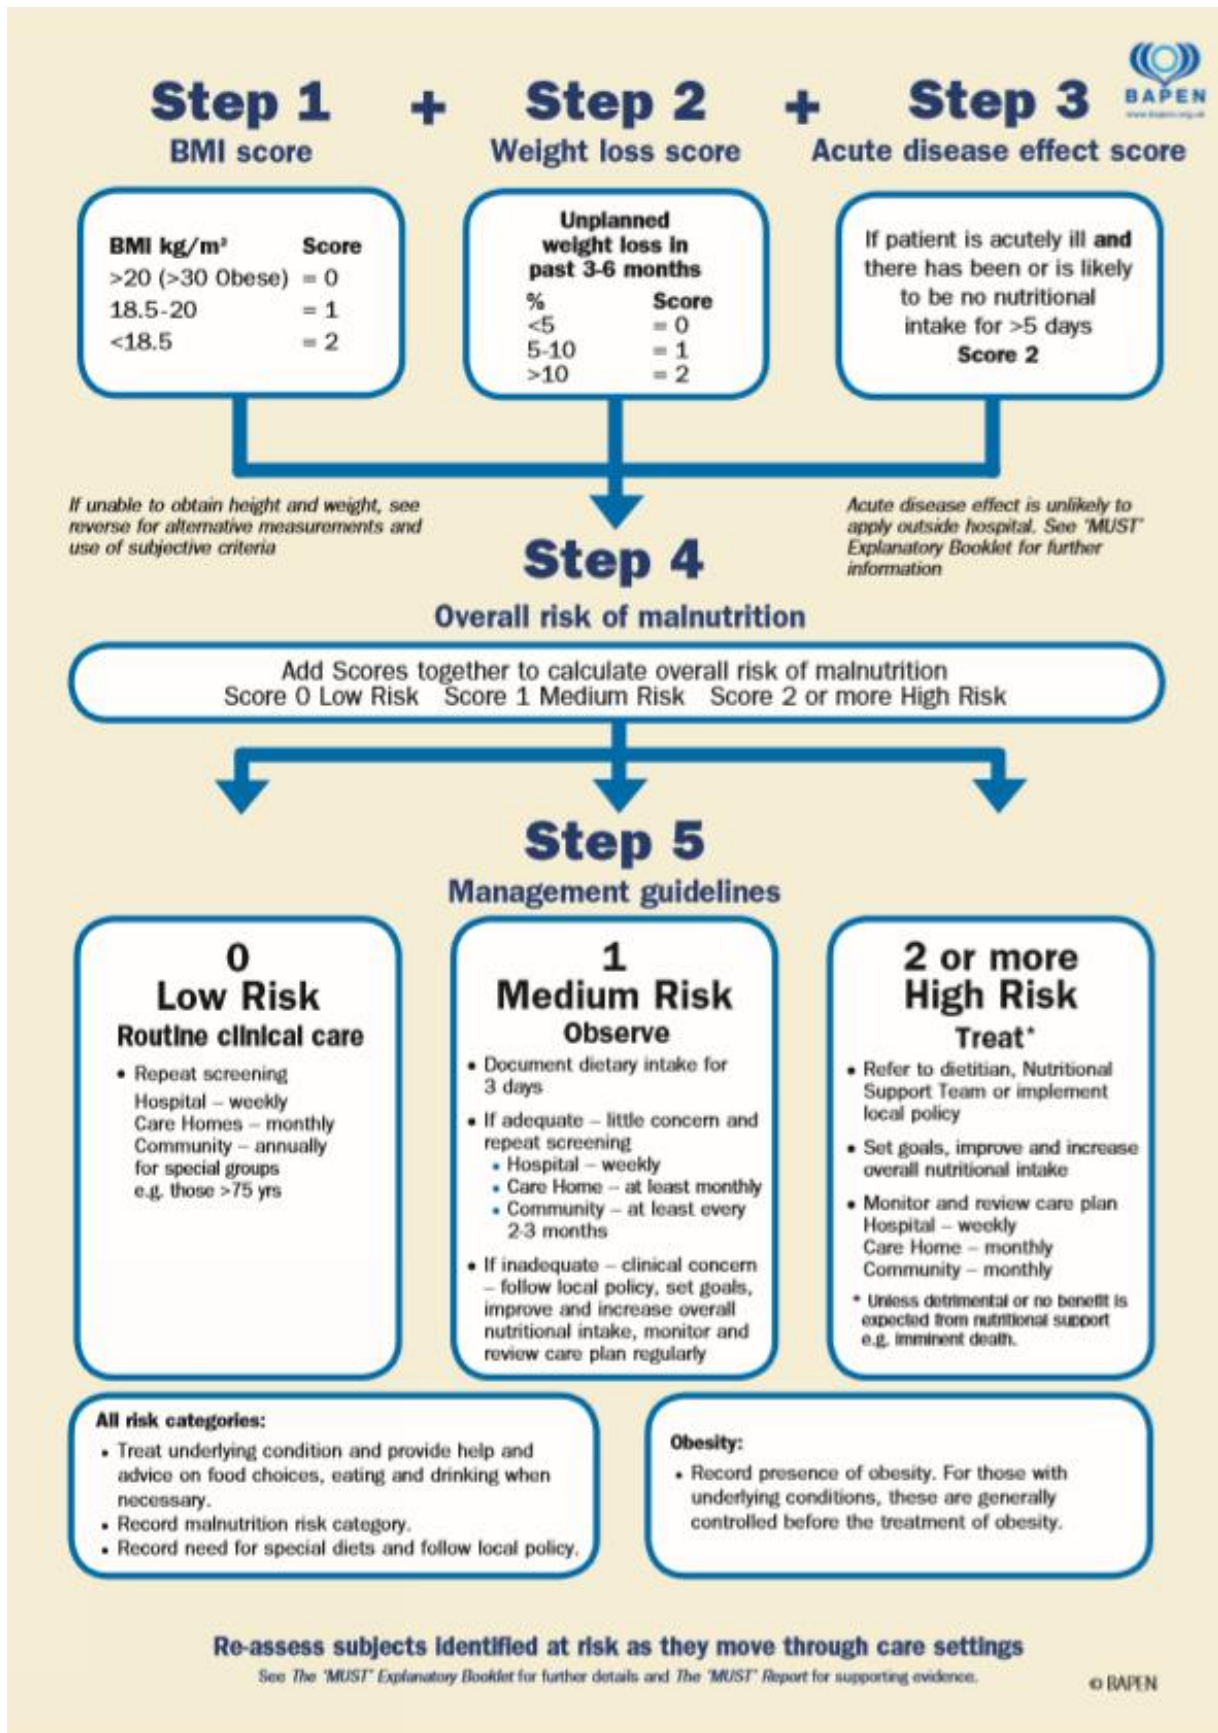 Step 1 + Step 2 + Step 3
BAPEN
www.bapen.org.uk
BMI score
Weight loss score
Acute disease effect score
BMI kg/m² Score
>20 (>30 Obese) = 0
18.5-20 = 1
<18.5 = 2
Unplanned
weight loss in
past 3-6 months
% Score
<5 = 0
5-10 = 1
>10 = 2
If patient is acutely ill and
there has been or is likely
to be no nutritional
intake for >5 days
Score 2
If unable to obtain height and weight, see
reverse for alternative measurements and
use of subjective criteria
Acute disease effect is unlikely to
apply outside hospital. See 'MUST'
Explanatory Booklet for further
information
Step 4
Overall risk of malnutrition
Add Scores together to calculate overall risk of malnutrition
Score 0 Low Risk Score 1 Medium Risk Score 2 or more High Risk
Step 5
Management guidelines
0
Low Risk
Routine clinical care
• Repeat screening
Hospital – weekly
Care Homes – monthly
Community – annually
for special groups
e.g. those >75 yrs
1
Medium Risk
Observe
• Document dietary intake for
3 days
• If adequate – little concern and
repeat screening
• Hospital – weekly
• Care Home – at least monthly
• Community – at least every
2-3 months
• If inadequate – clinical concern
– follow local policy, set goals,
improve and increase overall
nutritional intake, monitor and
review care plan regularly
2 or more
High Risk
Treat*
• Refer to dietitian, Nutritional
Support Team or implement
local policy
• Set goals, improve and increase
overall nutritional intake
• Monitor and review care plan
Hospital – weekly
Care Home – monthly
Community – monthly
* Unless detrimental or no benefit is
expected from nutritional support
e.g. imminent death.
All risk categories:
• Treat underlying condition and provide help and
advice on food choices, eating and drinking when
necessary.
• Record malnutrition risk category.
• Record need for special diets and follow local policy.
Obesity:
• Record presence of obesity. For those with
underlying conditions, these are generally
controlled before the treatment of obesity.
Re-assess subjects identified at risk as they move through care settings
See The 'MUST' Explanatory Booklet for further details and The 'MUST' Report for supporting evidence.
© BAPEN